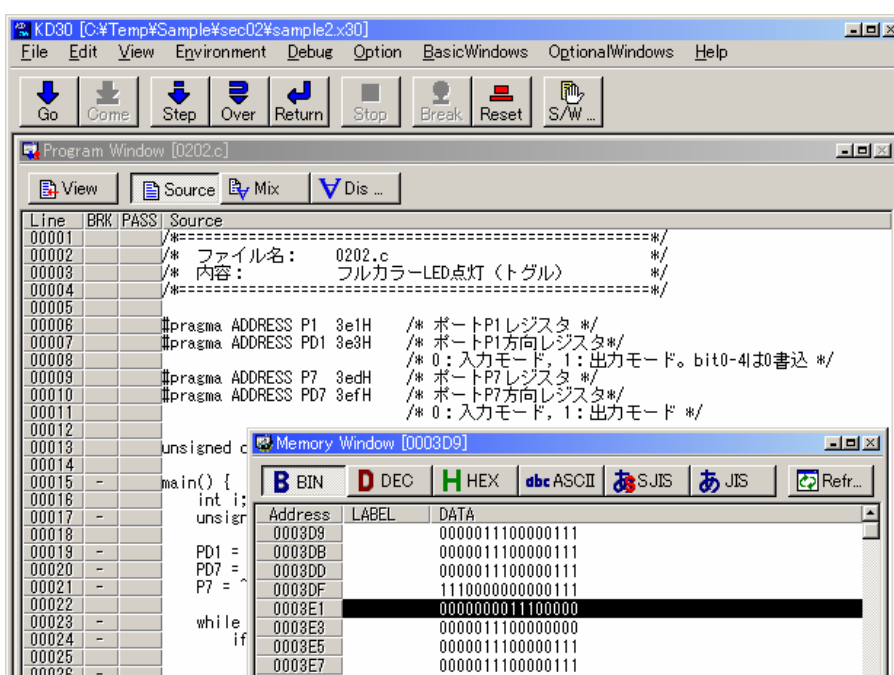 KD30 [C:¥Temp¥Sample¥sec02¥sample2.x30]
File Edit View Environment Debug Option BasicWindows OptionalWindows Help
Go Come Step Over Return Stop Break Reset S/W ...
Program Window [0202.c]
View Source Mix Dis ...
Line BRK PASS Source
00001 /*===================================================*/
00002 /* ファイル名: 0202.c */
00003 /* 内容: フルカラーLED点灯(トグル) */
00004 /*===================================================*/
00005
00006 #pragma ADDRESS P1 3e1H /* ポートP1レジスタ */
00007 #pragma ADDRESS PD1 3e3H /* ポートP1方向レジスタ*/
00008 /* 0:入力モード,1:出力モード。bit0-4は0書込 */
00009 #pragma ADDRESS P7 3edH /* ポートP7レジスタ */
00010 #pragma ADDRESS PD7 3efH /* ポートP7方向レジスタ*/
00011 /* 0:入力モード,1:出力モード */
00012
00013 unsigned c
00014
00015 - main() {
00016 int i;
00017 - unsigr
00018
00019 - PD1 =
00020 - PD7 =
00021 - P7 = ^
00022
00023 - while
00024 - if
00025
00026 -
Memory Window [0003D9]
B BIN D DEC H HEX abc ASCII あS SJIS あ JIS Refr...
Address LABEL DATA
0003D9 0000011100000111
0003DB 0000011100000111
0003DD 0000011100000111
0003DF 1110000000000111
0003E1 0000000011100000
0003E3 0000011100000000
0003E5 0000011100000111
0003E7 0000011100000111